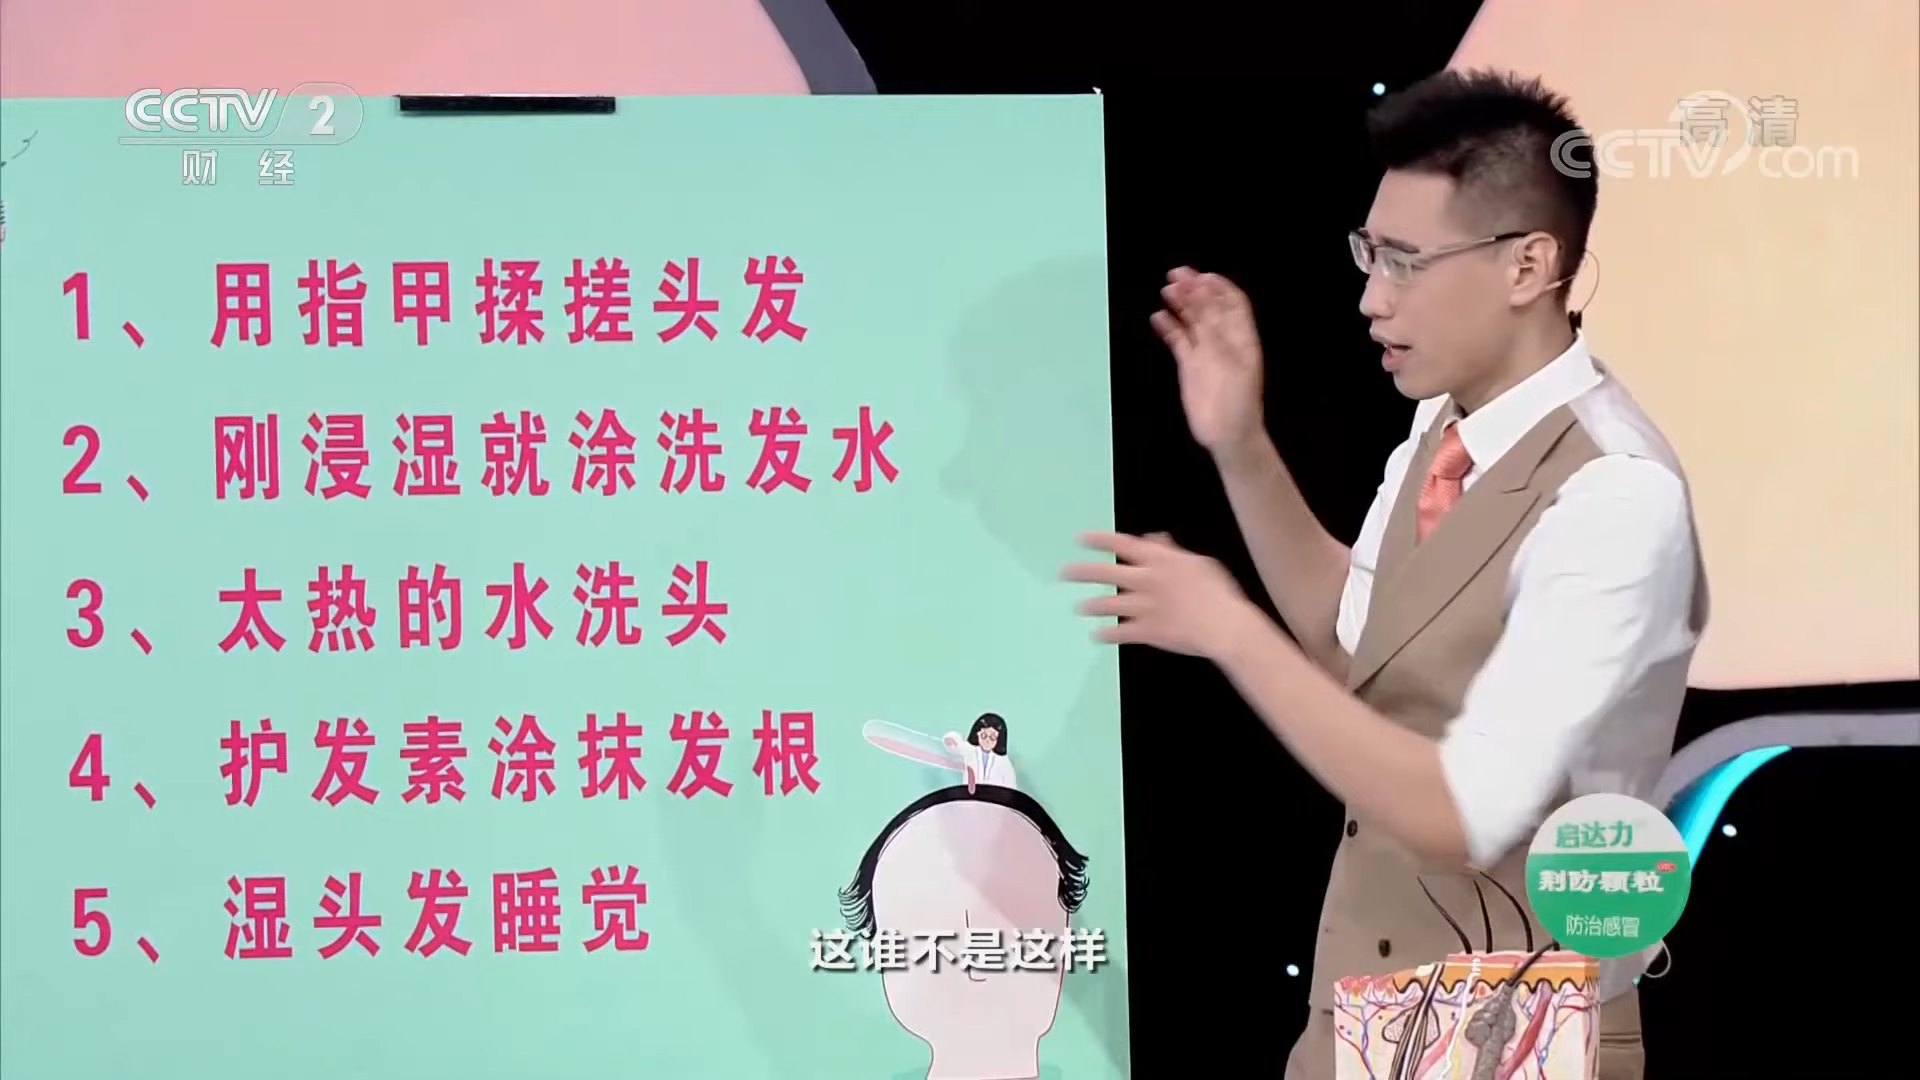 CCTV 2
财 经
高清
CCTV.com
1、用指甲揉搓头发
2、刚浸湿就涂洗发水
3、太热的水洗头
4、护发素涂抹发根
5、湿头发睡觉
这谁不是这样
启达力
荆防颗粒
OTC
防治感冒